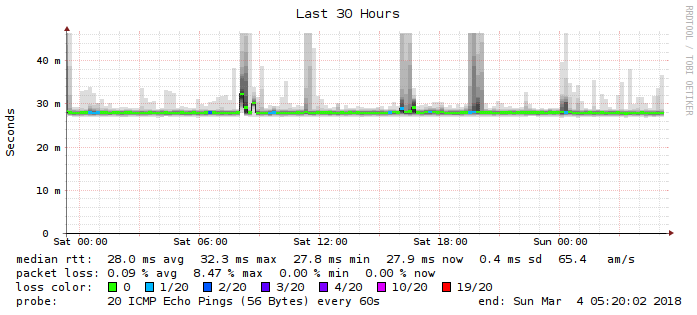 Last 30 Hours
RRDTOOL / TOBI OETIKER
Seconds
40 m
30 m
20 m
10 m
0
Sat 00:00 Sat 06:00 Sat 12:00 Sat 18:00 Sun 00:00
median rtt: 28.0 ms avg 32.3 ms max 27.8 ms min 27.9 ms now 0.4 ms sd 65.4 am/s
packet loss: 0.09 % avg 8.47 % max 0.00 % min 0.00 % now
loss color: 0 1/20 2/20 3/20 4/20 10/20 19/20
probe: 20 ICMP Echo Pings (56 Bytes) every 60s end: Sun Mar 4 05:20:02 2018